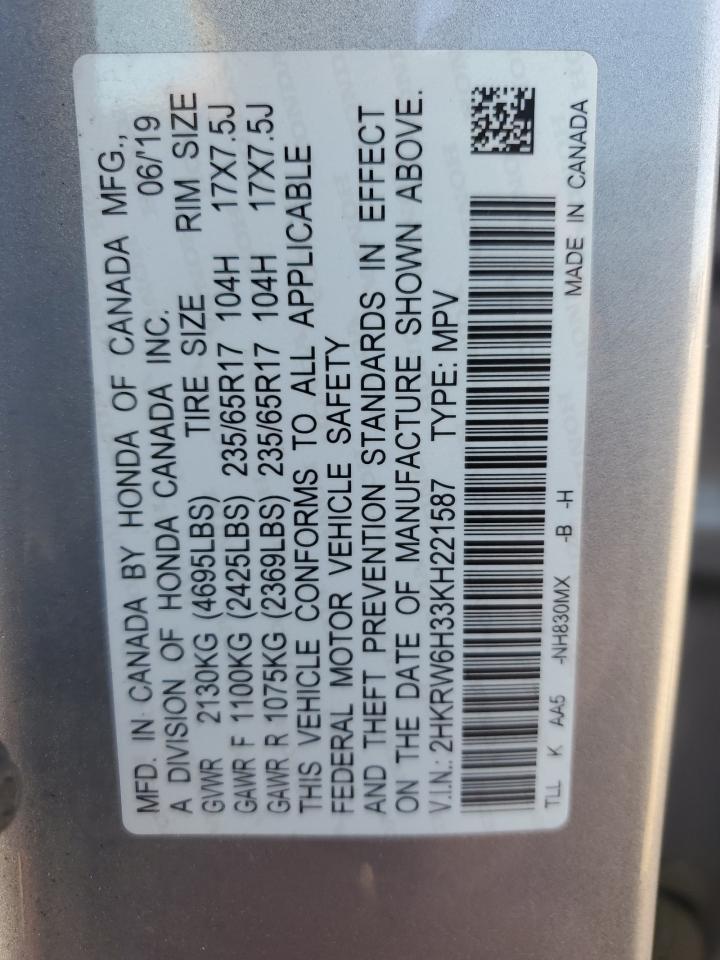 MFD. IN CANADA BY HONDA OF CANADA MFG.,
A DIVISION OF HONDA CANADA INC. 06/'19
GVWR 2130KG (4695LBS) TIRE SIZE RIM SIZE
GAWR F 1100KG (2425LBS) 235/65R17 104H 17X7.5J
GAWR R 1075KG (2369LBS) 235/65R17 104H 17X7.5J
THIS VEHICLE CONFORMS TO ALL APPLICABLE
FEDERAL MOTOR VEHICLE SAFETY
AND THEFT PREVENTION STANDARDS IN EFFECT
ON THE DATE OF MANUFACTURE SHOWN ABOVE.
V.I.N.: 2HKRW6H33KH221587 TYPE: MPV
TLL K AA5 -NH830MX -B -H MADE IN CANADA